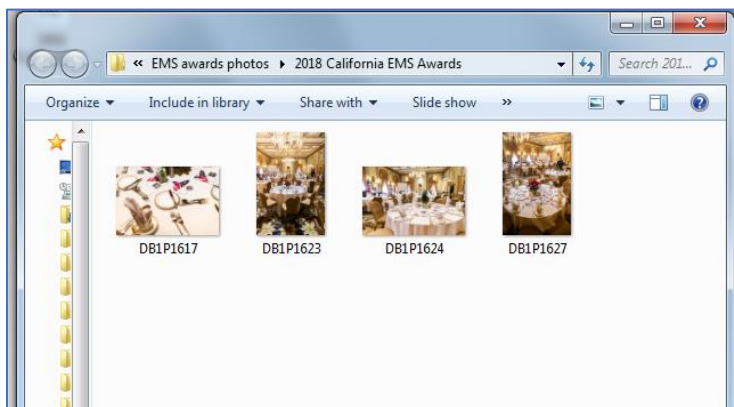 « EMS awards photos ▸ 2018 California EMS Awards
Search 201...
Organize ▾ Include in library ▾ Share with ▾ Slide show »
DB1P1617 DB1P1623 DB1P1624 DB1P1627